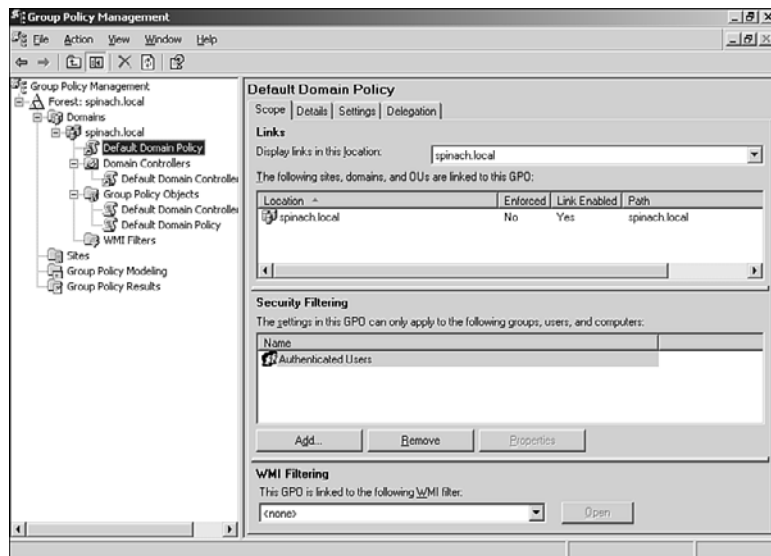 Group Policy Management
File Action View Window Help
Group Policy Management
Forest: spinach.local
Domains
spinach.local
Default Domain Policy
Domain Controllers
Default Domain Controller
Group Policy Objects
Default Domain Controller
Default Domain Policy
WMI Filters
Sites
Group Policy Modeling
Group Policy Results
Default Domain Policy
Scope Details Settings Delegation
Links
Display links in this location: spinach.local
The following sites, domains, and OUs are linked to this GPO:
Location Enforced Link Enabled Path
spinach.local No Yes spinach.local
Security Filtering
The settings in this GPO can only apply to the following groups, users, and computers:
Name
Authenticated Users
Add... Remove Properties
WMI Filtering
This GPO is linked to the following WMI filter:
<none> Open